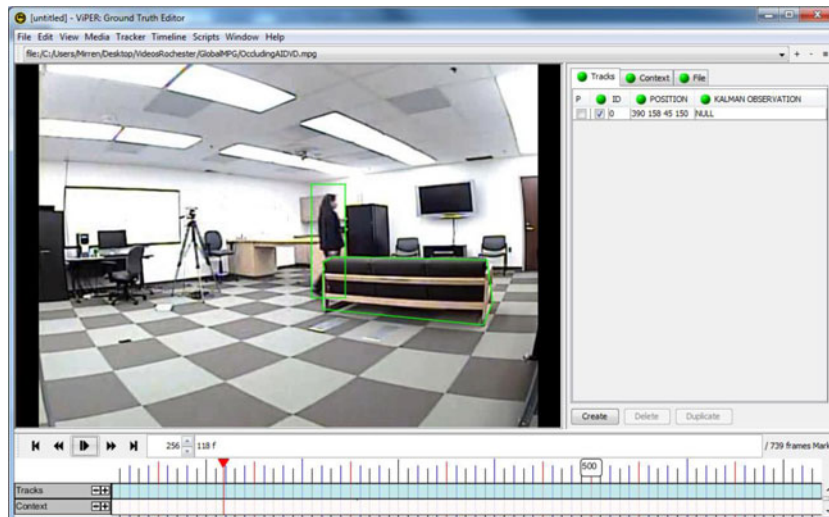 [untitled] - ViPER: Ground Truth Editor
File Edit View Media Tracker Timeline Scripts Window Help
file:/C:/Users/Mirren/Desktop/VideosRochester/GlobalMPG/OccludingAIDVD.mpg
Tracks Context File
P ID POSITION KALMAN OBSERVATION
0 390 158 45 150 NULL
Create Delete Duplicate
256 118 f / 739 frames Mark
500
Tracks
Context